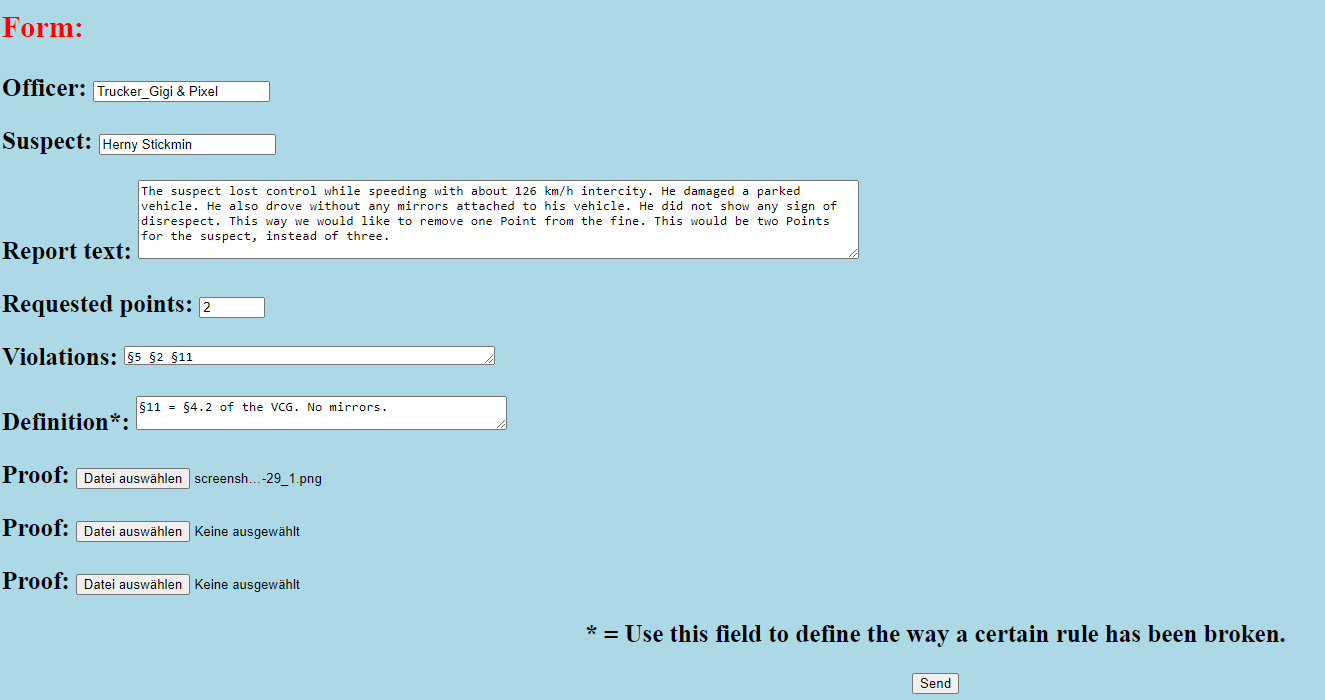 Form:
Officer: Trucker_Gigi & Pixel
Suspect: Herny Stickmin
The suspect lost control while speeding with about 126 km/h intercity. He damaged a parked
vehicle. He also drove without any mirrors attached to his vehicle. He did not show any sign of
disrespect. This way we would like to remove one Point from the fine. This would be two Points
for the suspect, instead of three.
Report text:
Requested points: 2
Violations: §5 §2 §11
§11 = §4.2 of the VCG. No mirrors.
Definition*:
Proof: Datei auswählen screensh...-29_1.png
Proof: Datei auswählen Keine ausgewählt
Proof: Datei auswählen Keine ausgewählt
* = Use this field to define the way a certain rule has been broken.
Send